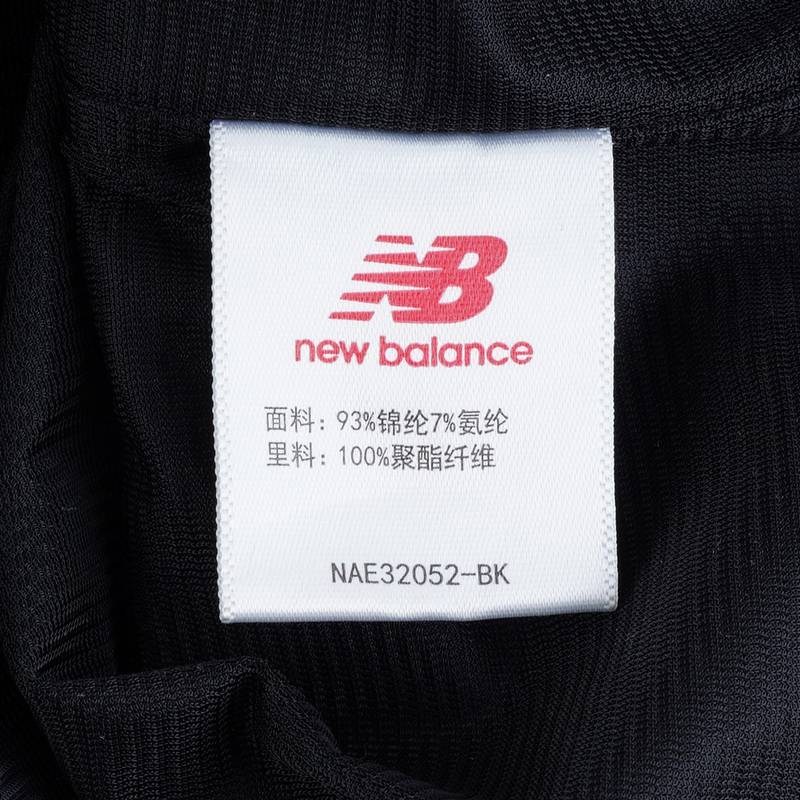 NB
new balance
面料: 93%锦纶7%氨纶
里料: 100%聚酯纤维
NAE32052-BK